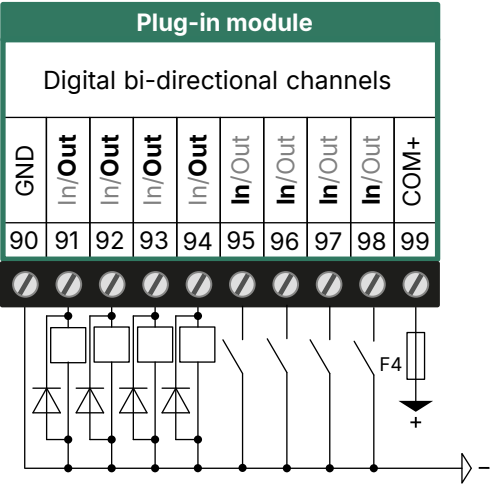 Plug-in module
Digital bi-directional channels
GND In/Out In/Out In/Out In/Out In/Out In/Out In/Out In/Out COM+
90 91 92 93 94 95 96 97 98 99
F4
+
−